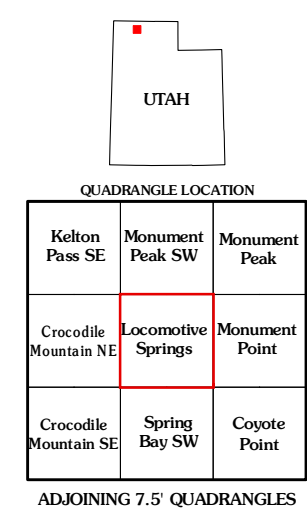 UTAH
QUADRANGLE LOCATION
Kelton
Pass SE
Monument
Peak SW
Monument
Peak
Crocodile
Mountain NE
Locomotive
Springs
Monument
Point
Crocodile
Mountain SE
Spring
Bay SW
Coyote
Point
ADJOINING 7.5' QUADRANGLES